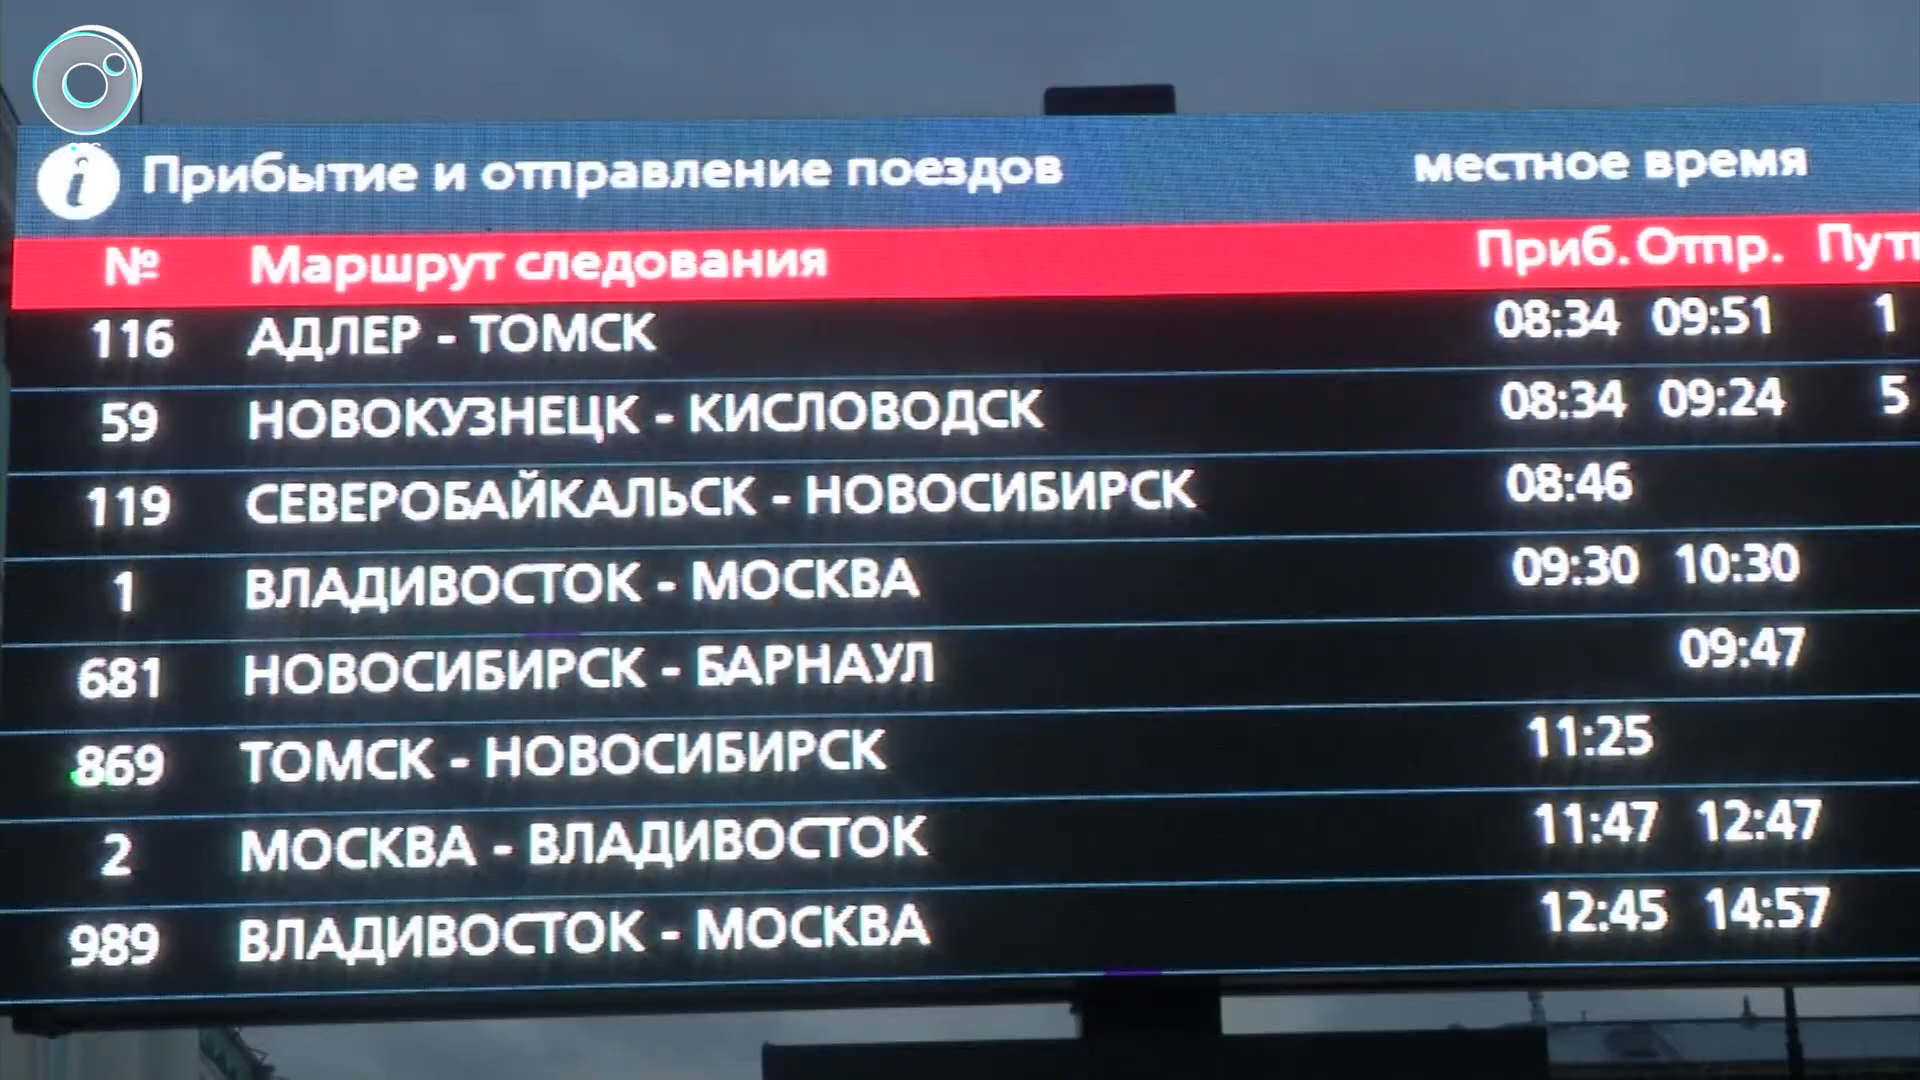 Прибытие и отправление поездов местное время
№ Маршрут следования Приб. Отпр.
116 АДЛЕР - ТОМСК 08:34 09:51 1
59 НОВОКУЗНЕЦК - КИСЛОВОДСК 08:34 09:24 5
119 СЕВЕРОБАЙКАЛЬСК - НОВОСИБИРСК 08:46
1 ВЛАДИВОСТОК - МОСКВА 09:30 10:30
681 НОВОСИБИРСК - БАРНАУЛ 09:47
869 ТОМСК - НОВОСИБИРСК 11:25
2 МОСКВА - ВЛАДИВОСТОК 11:47 12:47
989 ВЛАДИВОСТОК - МОСКВА 12:45 14:57